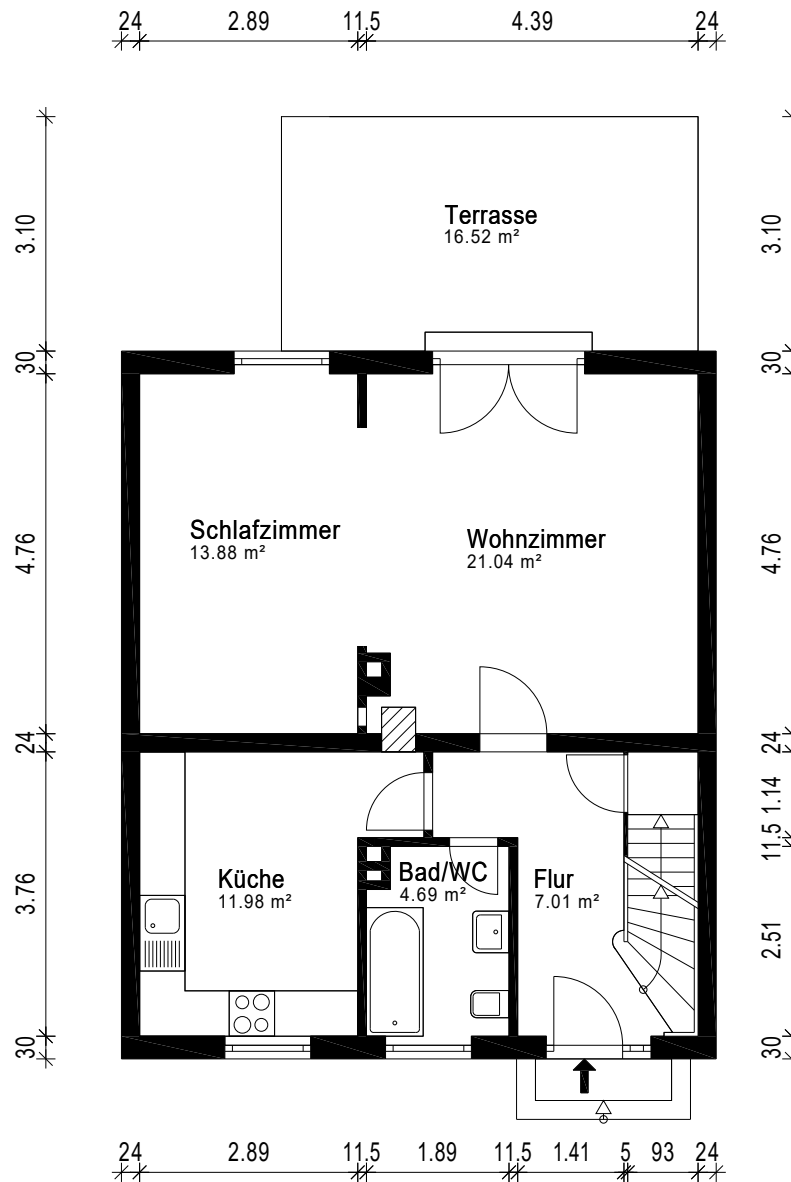 24 2.89 11.5 4.39 24
3.10
3.10
Terrasse
16.52 m²
30
30
4.76
4.76
Schlafzimmer
13.88 m²
Wohnzimmer
21.04 m²
24
24
1.14
11.5
3.76
2.51
Küche
11.98 m²
Bad/WC
4.69 m²
Flur
7.01 m²
30
30
24 2.89 11.5 1.89 11.5 1.41 5 93 24